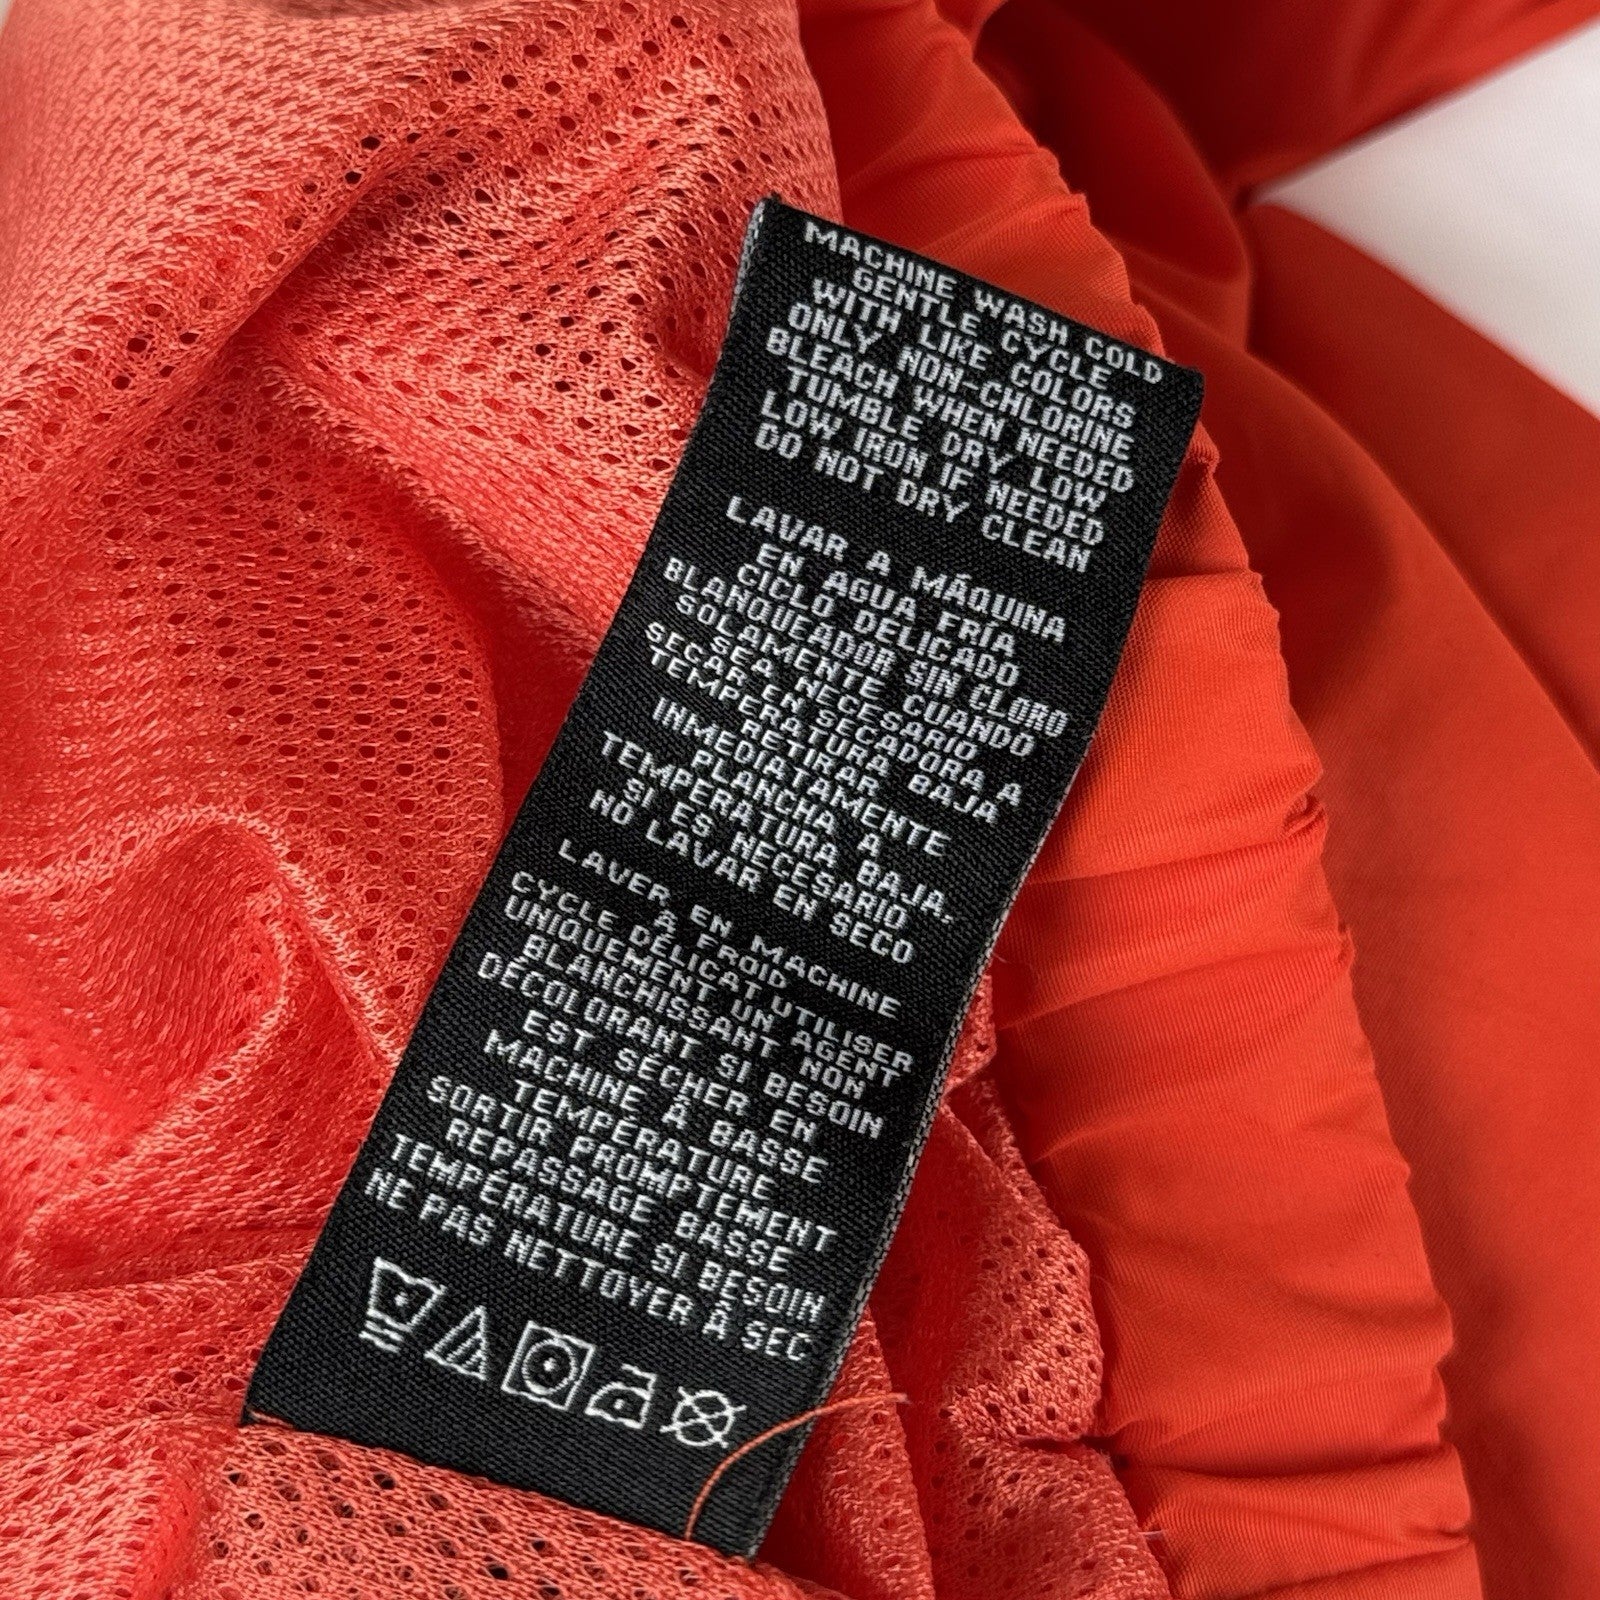 MACHINE WASH COLD
GENTLE CYCLE
WITH LIKE COLORS
ONLY NON-CHLORINE
BLEACH WHEN NEEDED
TUMBLE DRY LOW
LOW IRON IF NEEDED
DO NOT DRY CLEAN
LAVAR A MÁQUINA
EN AGUA FRÍA
CICLO DELICADO
BLANQUEADOR SIN CLORO
SOLAMENTE CUANDO
SEA NECESARIO
SECAR EN SECADORA A
TEMPERATURA BAJA
RETIRAR
INMEDIATAMENTE
PLANCHA A
TEMPERATURA BAJA.
SI ES NECESARIO
NO LAVAR EN SECO
LAVER EN MACHINE
A FROID
CYCLE DÉLICAT UTILISER
UNIQUEMENT UN AGENT
BLANCHISSANT NON
DÉCOLORANT SI BESOIN
EST SÉCHER EN
MACHINE À BASSE
TEMPÉRATURE
SORTIR PROMPTEMENT
REPASSAGE BASSE
TEMPÉRATURE SI BESOIN
NE PAS NETTOYER À SEC